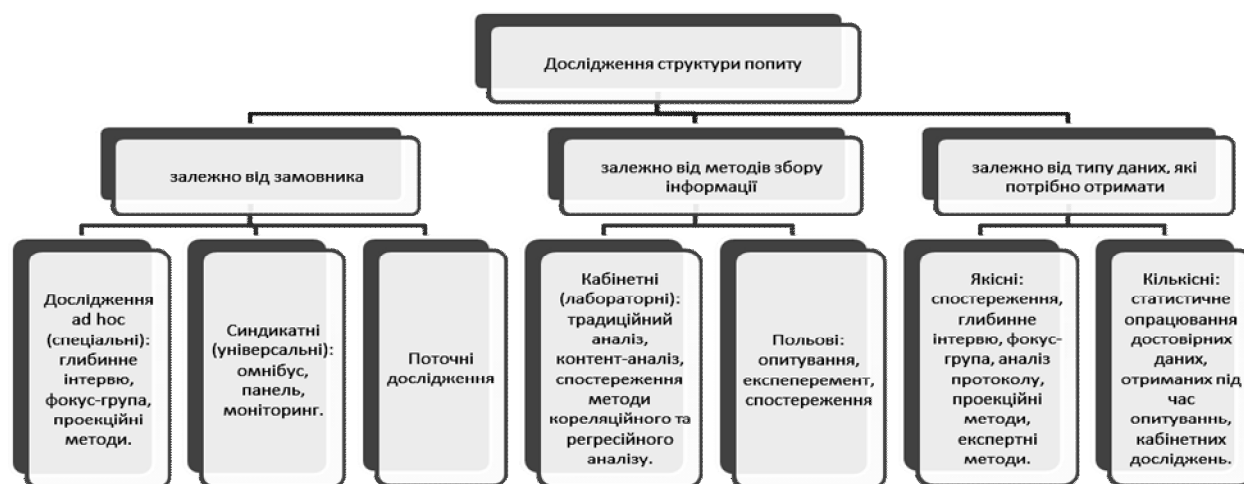 Дослідження структури попиту
залежно від замовника
залежно від методів збору
інформації
залежно від типу даних, які
потрібно отримати
Дослідження
ad hoc
(спеціальні):
глибинне
інтервю,
фокус-група,
проекційні
методи.
Синдикатні
(універсальні):
омнібус,
панель,
моніторинг.
Поточні
дослідження
Кабінетні
(лабораторні):
традиційний
аналіз,
контент-аналіз,
спостереження
методи
кореляційного та
регресійного
аналізу.
Польові:
опитування,
експеперемент,
спостереження
Якісні:
спостереження,
глибинне
інтервю, фокус-
група, аналіз
протоколу,
проекційні
методи,
експертні
методи.
Кількісні:
статистичне
опрацювання
достовірних
даних,
отриманих під
час
опитуваннь,
кабінетних
досліджень.